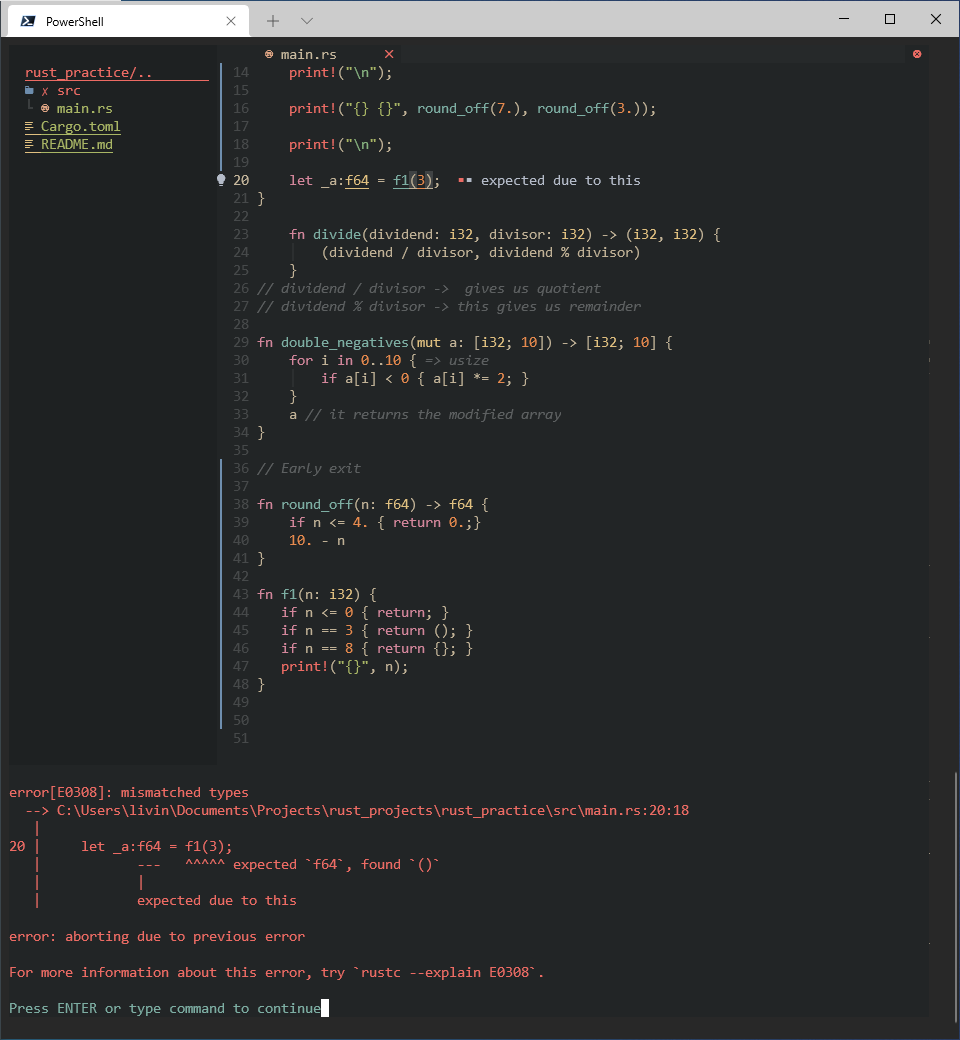 PowerShell
main.rs
rust_practice/..
src
main.rs
Cargo.toml
README.md
14     print!("\n");
15
16     print!("{} {}", round_off(7.), round_off(3.));
17
18     print!("\n");
19
20     let _a:f64 = f1(3);  ▪▪ expected due to this
21 }
22
23     fn divide(dividend: i32, divisor: i32) -> (i32, i32) {
24         (dividend / divisor, dividend % divisor)
25     }
26 // dividend / divisor ->  gives us quotient
27 // dividend % divisor -> this gives us remainder
28
29 fn double_negatives(mut a: [i32; 10]) -> [i32; 10] {
30     for i in 0..10 { => usize
31         if a[i] < 0 { a[i] *= 2; }
32     }
33     a // it returns the modified array
34 }
35
36 // Early exit
37
38 fn round_off(n: f64) -> f64 {
39     if n <= 4. { return 0.;}
40     10. - n
41 }
42
43 fn f1(n: i32) {
44    if n <= 0 { return; }
45    if n == 3 { return (); }
46    if n == 8 { return {}; }
47    print!("{}", n);
48 }
49
50
51
error[E0308]: mismatched types
  --> C:\Users\livin\Documents\Projects\rust_projects\rust_practice\src\main.rs:20:18
   |
20 |     let _a:f64 = f1(3);
   |            ---   ^^^^^ expected `f64`, found `()`
   |            |
   |            expected due to this
error: aborting due to previous error
For more information about this error, try `rustc --explain E0308`.
Press ENTER or type command to continue